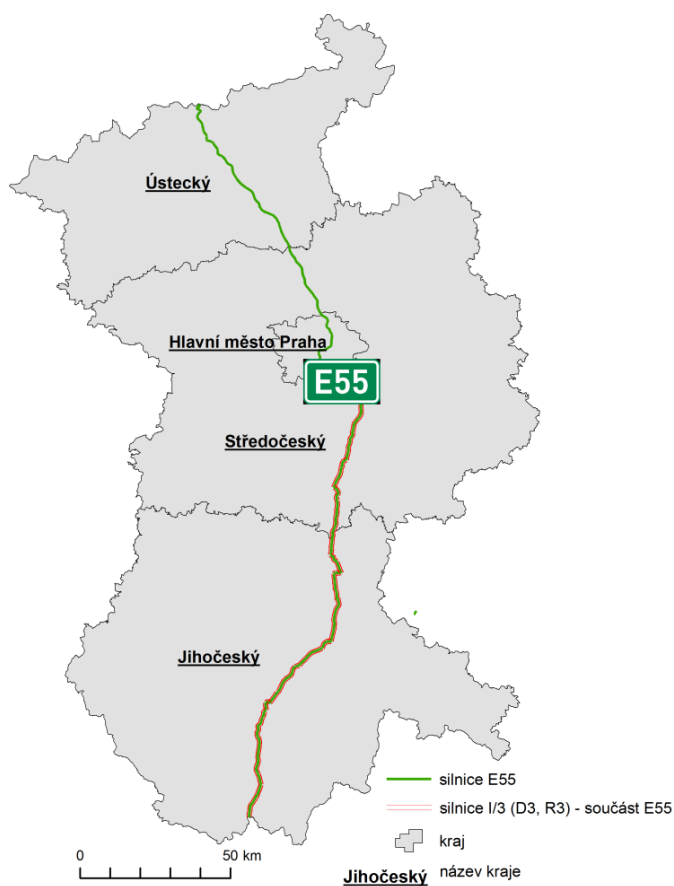 Ústecký
Hlavní město Praha
E55
Středočeský
Jihočeský
silnice E55
silnice I/3 (D3, R3) - součást E55
kraj
Jihočeský název kraje
0 50 km